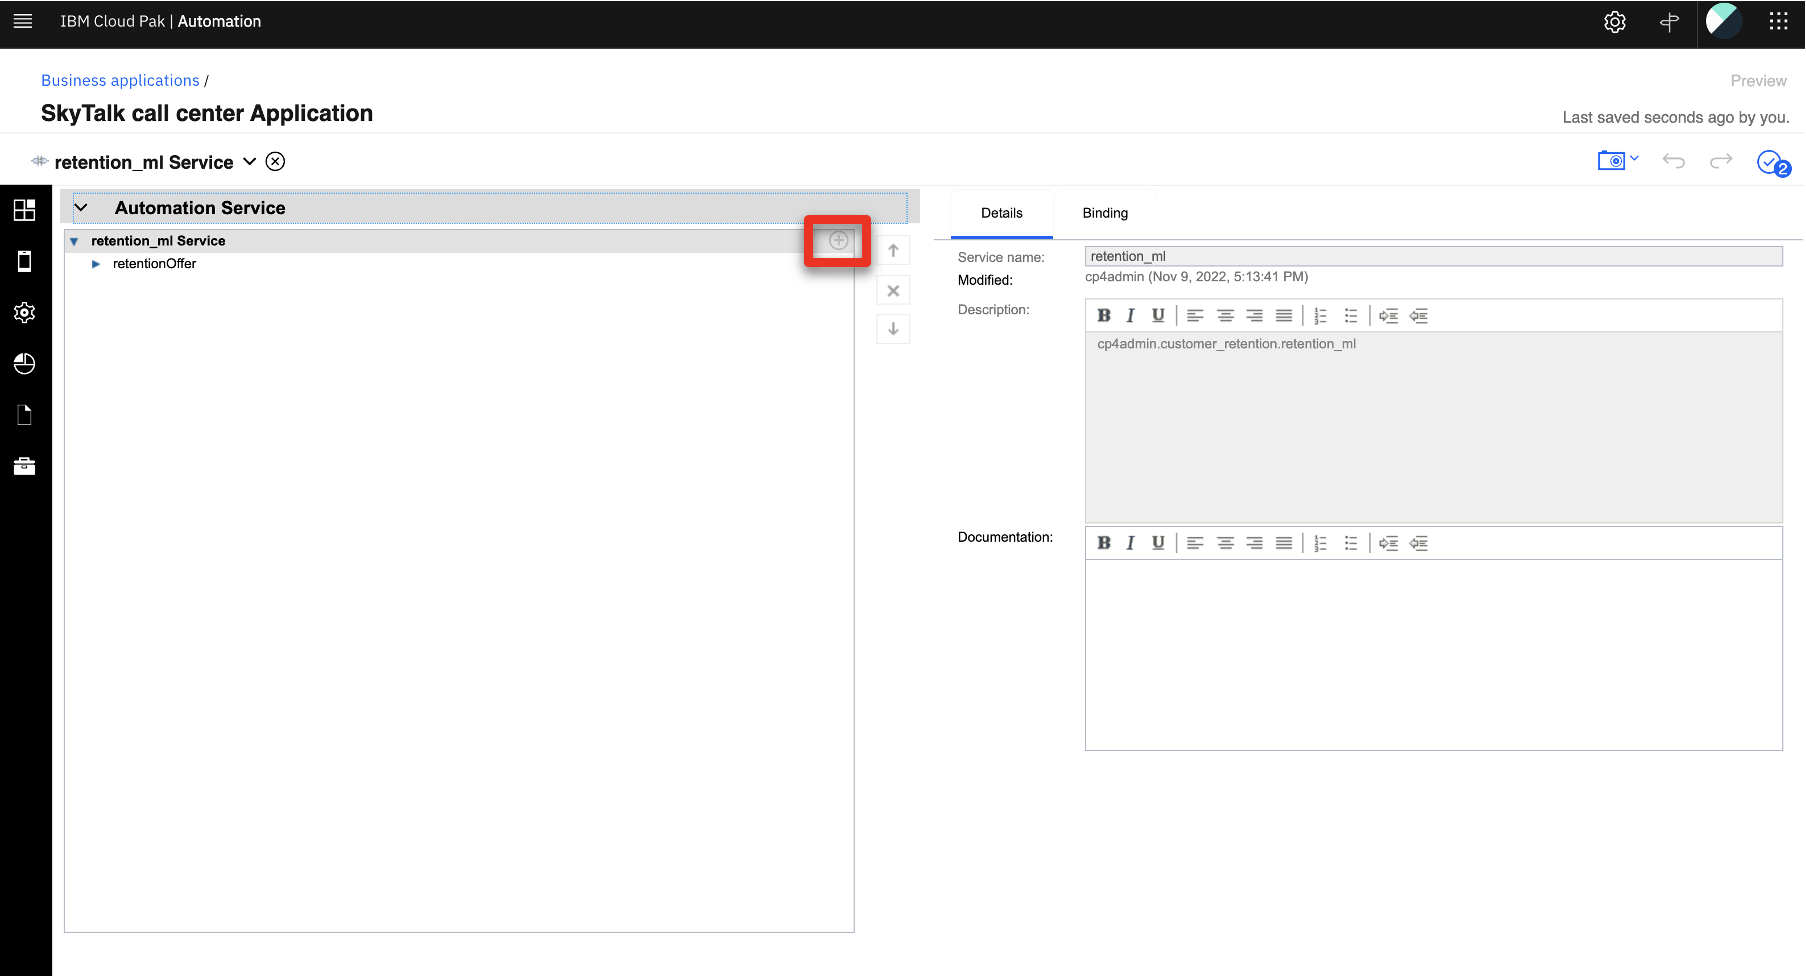 IBM Cloud Pak | Automation
Business applications /
Preview
SkyTalk call center Application
Last saved seconds ago by you.
retention_ml Service
2
Automation Service
retention_ml Service
retentionOffer
Details
Binding
Service name:
retention_ml
Modified:
cp4admin (Nov 9, 2022, 5:13:41 PM)
Description:
B I U
cp4admin.customer_retention.retention_ml
Documentation:
B I U